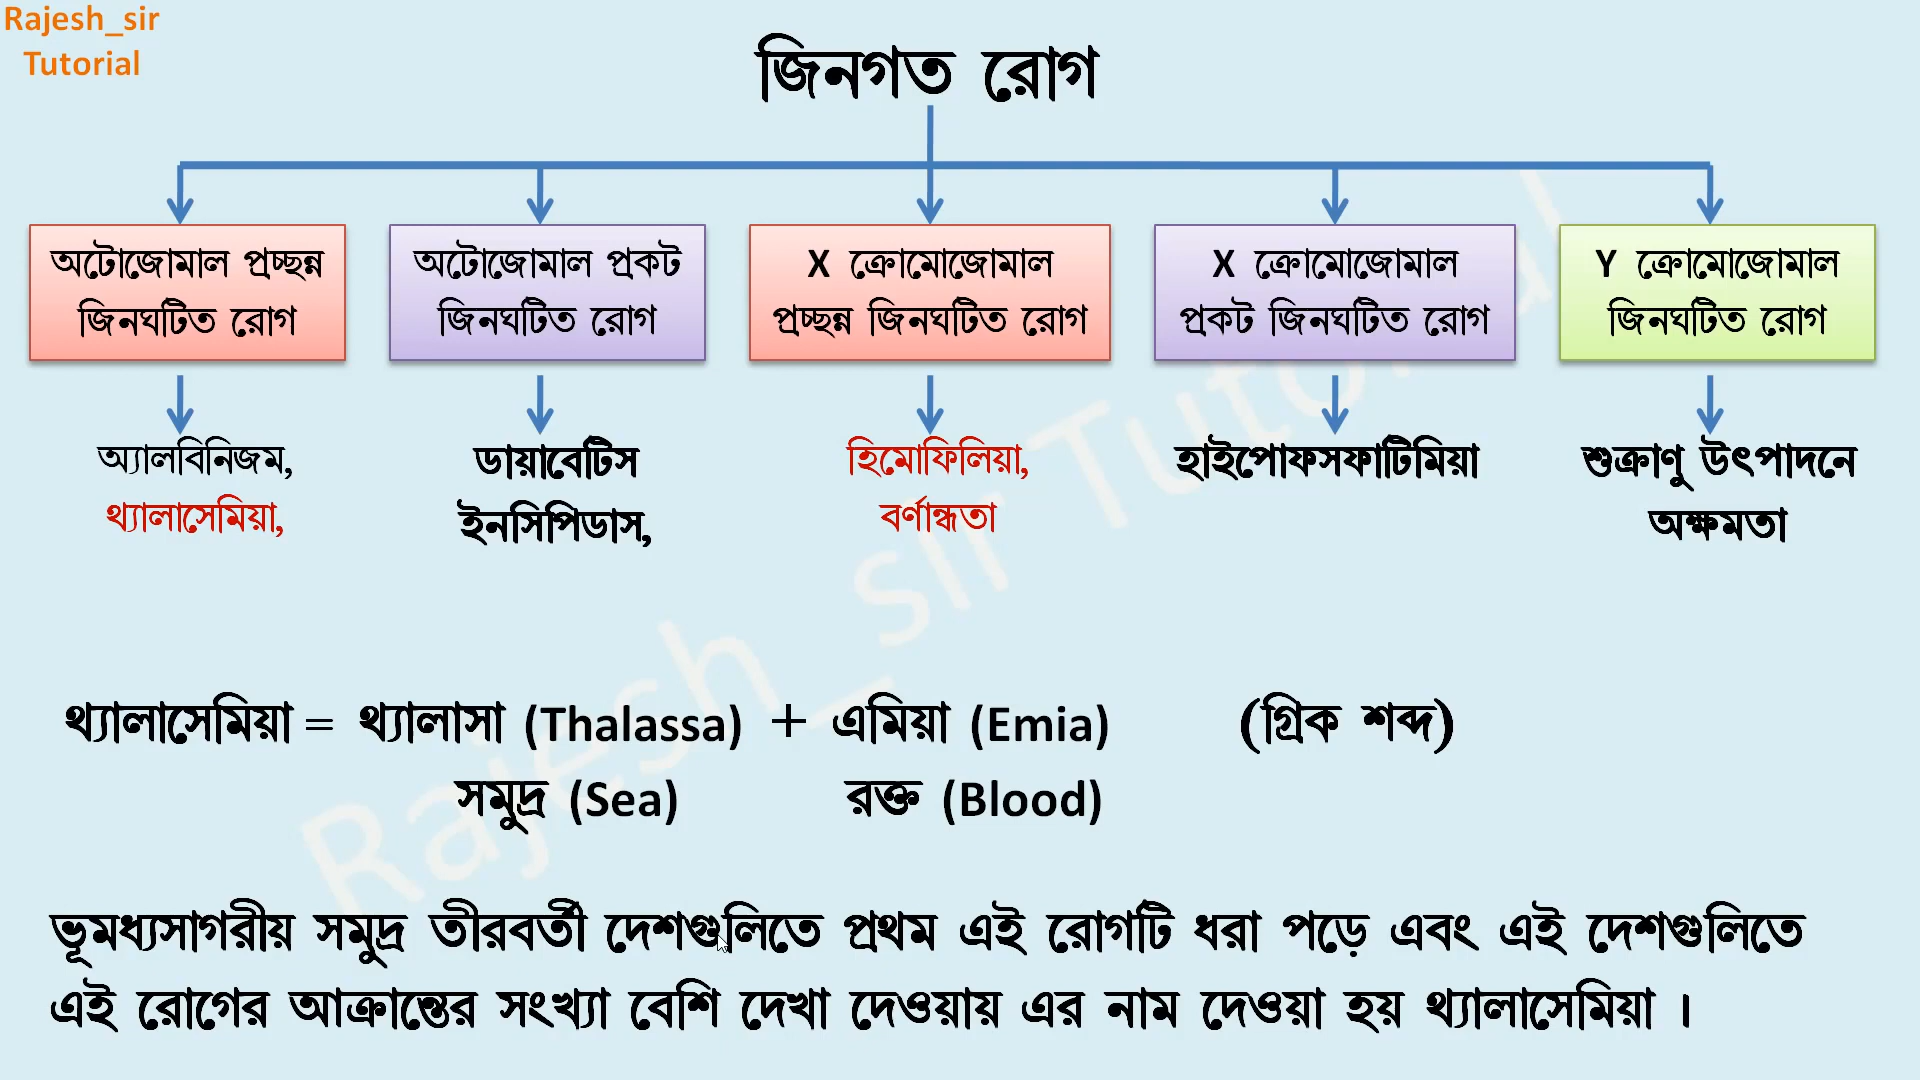 Rajesh_sir
Tutorial
জিনগত রোগ
অটোজোমাল প্রচ্ছন্ন
জিনঘটিত রোগ
অটোজোমাল প্রকট
জিনঘটিত রোগ
X ক্রোমোজোমাল
প্রচ্ছন্ন জিনঘটিত রোগ
X ক্রোমোজোমাল
প্রকট জিনঘটিত রোগ
Y ক্রোমোজোমাল
জিনঘটিত রোগ
অ্যালবিনিজম,
থ্যালাসেমিয়া,
ডায়াবেটিস
ইনসিপিডাস,
হিমোফিলিয়া,
বর্ণান্ধতা
হাইপোফসফাটিমিয়া
শুক্রাণু উৎপাদনে
অক্ষমতা
থ্যালাসেমিয়া = থ্যালাসা (Thalassa) + এমিয়া (Emia) (গ্রিক শব্দ)
সমুদ্র (Sea) রক্ত (Blood)
ভূমধ্যসাগরীয় সমুদ্র তীরবর্তী দেশগুলিতে প্রথম এই রোগটি ধরা পড়ে এবং এই দেশগুলিতে
এই রোগের আক্রান্তের সংখ্যা বেশি দেখা দেওয়ায় এর নাম দেওয়া হয় থ্যালাসেমিয়া ।
Rajesh_sir Tutorial